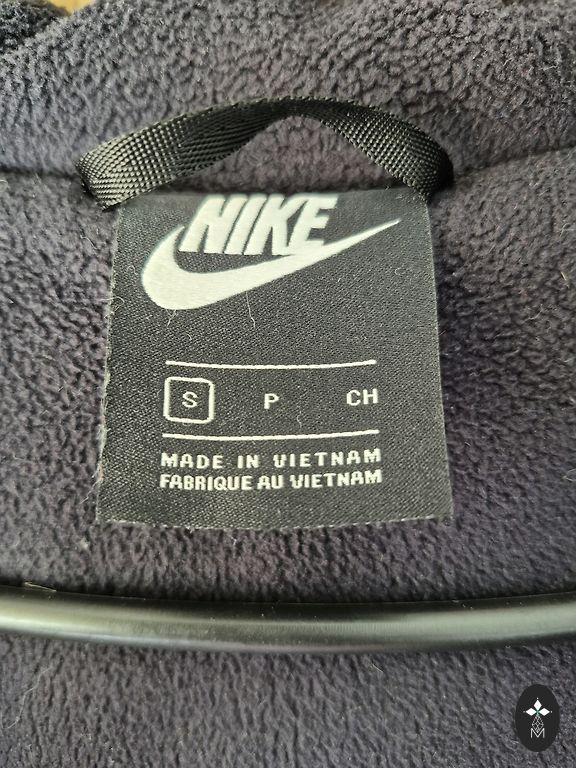 NIKE
S P CH
MADE IN VIETNAM
FABRIQUE AU VIETNAM
M